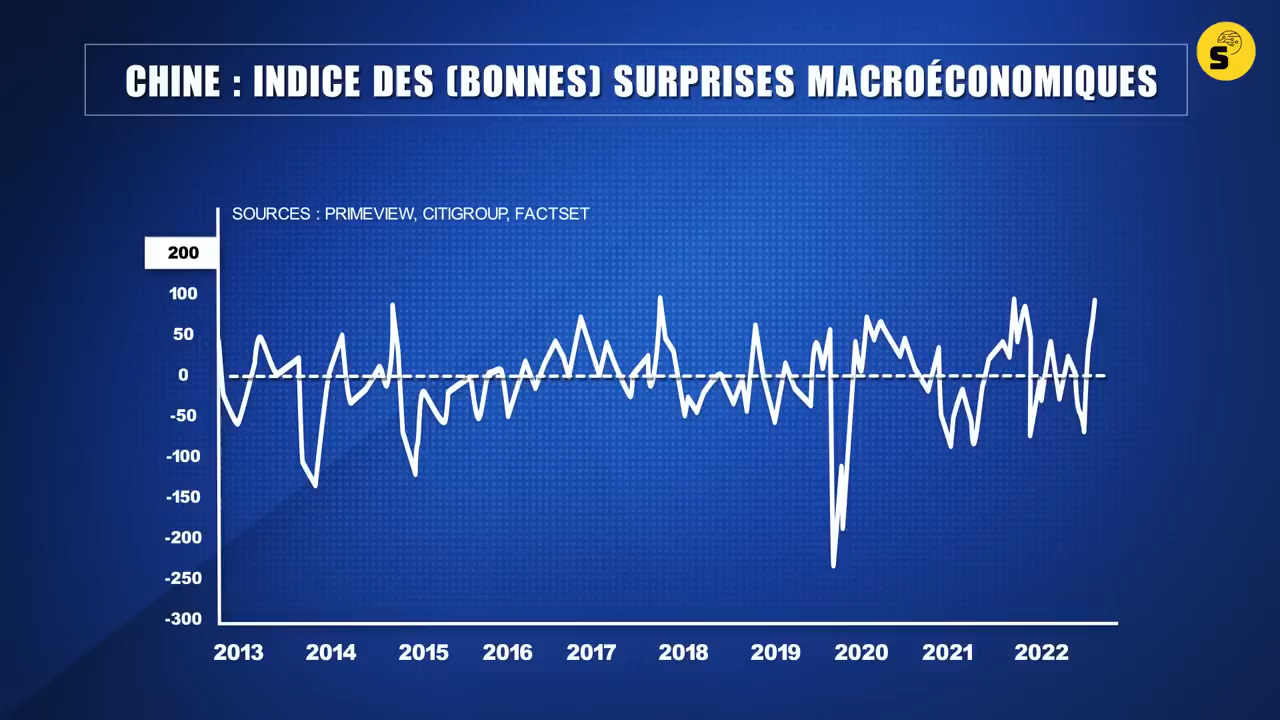 CHINE : INDICE DES (BONNES) SURPRISES MACROÉCONOMIQUES
S
SOURCES : PRIMEVIEW, CITIGROUP, FACTSET
200
100
50
0
-50
-100
-150
-200
-250
-300
2013 2014 2015 2016 2017 2018 2019 2020 2021 2022